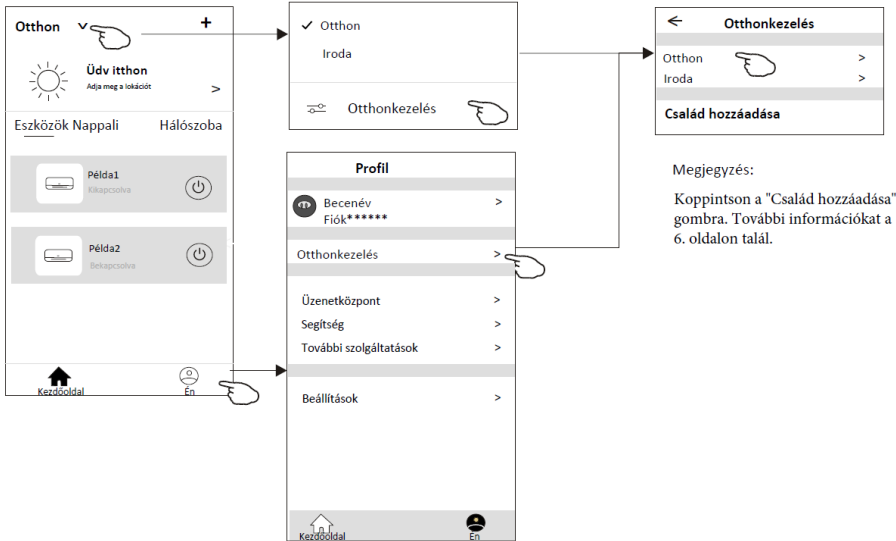 Otthon
+
Üdv itthon
Adja meg a lokációt
>
Eszközök Nappali Hálószoba
Példa1
Kikapcsolva
Példa2
Bekapcsolva
Kezdőoldal Én
✓ Otthon
Iroda
Otthonkezelés
Profil
Becenév >
Fiók******
Otthonkezelés >
Üzenetközpont >
Segítség >
További szolgáltatások >
Beállítások >
Kezdőoldal Én
← Otthonkezelés
Otthon >
Iroda >
Család hozzáadása
Megjegyzés:
Koppintson a "Család hozzáadása"
gombra. További információkat a
6. oldalon talál.